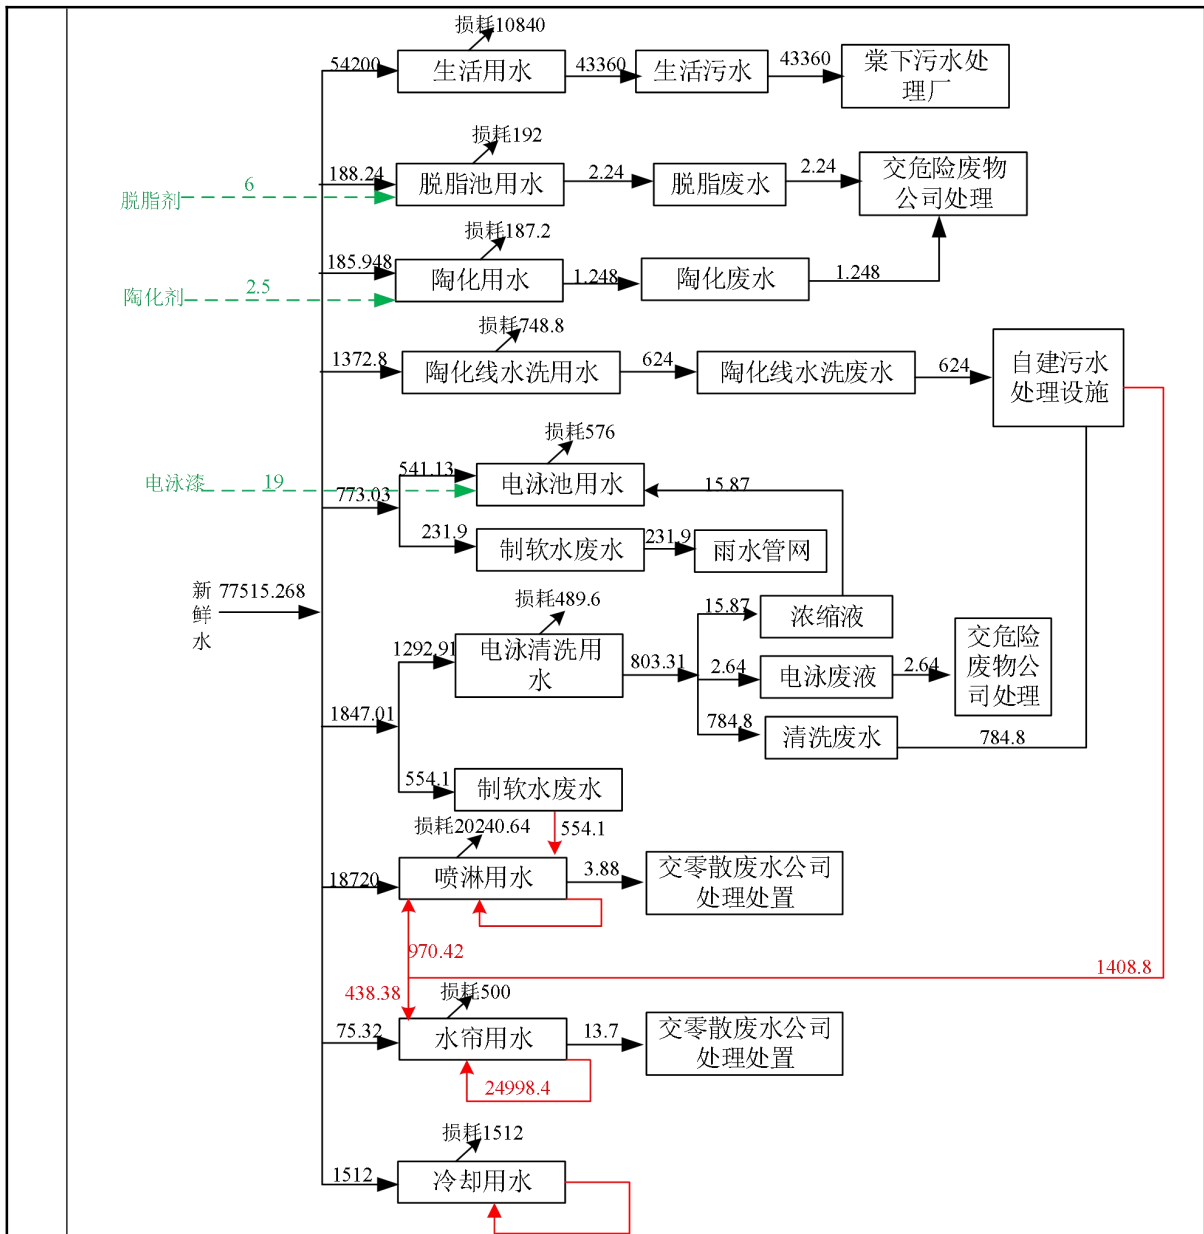 损耗10840
54200
生活用水
43360
生活污水
43360
棠下污水处
理厂
损耗192
188.24
脱脂剂
6
脱脂池用水
2.24
脱脂废水
2.24
交危险废物
公司处理
损耗187.2
185.948
陶化剂
2.5
陶化用水
1.248
陶化废水
1.248
损耗748.8
1372.8
陶化线水洗用水
624
陶化线水洗废水
624
自建污水
处理设施
损耗576
541.13
电泳漆
19
773.03
电泳池用水
15.87
231.9
制软水废水
231.9
雨水管网
新
鲜
水
77515.268
损耗489.6
1292.91
电泳清洗用
水
803.31
15.87
浓缩液
2.64
电泳废液
2.64
交危险
废物公
司处理
1847.01
784.8
清洗废水
784.8
554.1
制软水废水
554.1
损耗20240.64
18720
喷淋用水
3.88
交零散废水公司
处理处置
970.42
1408.8
438.38
损耗500
75.32
水帘用水
13.7
交零散废水公司
处理处置
24998.4
损耗1512
1512
冷却用水